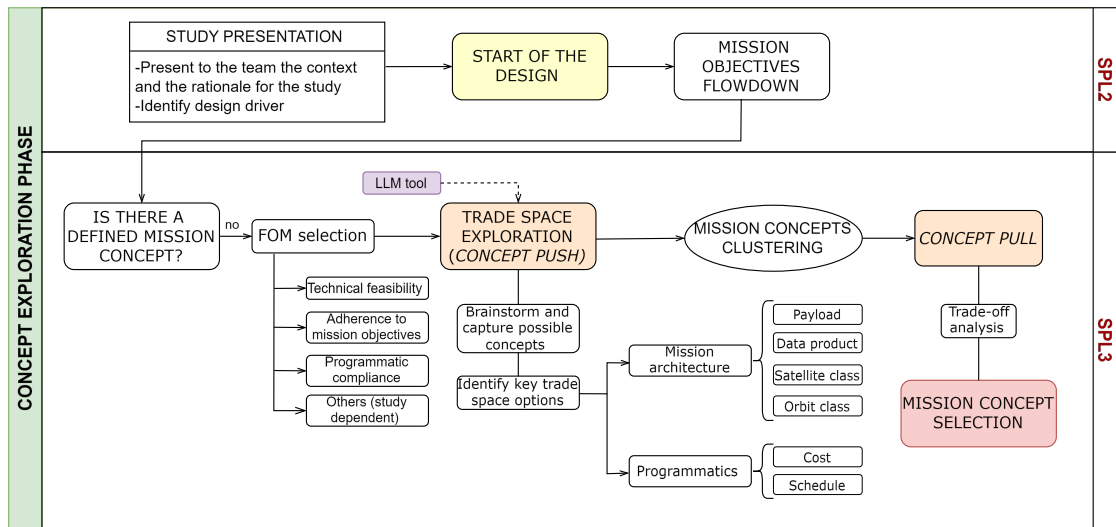 CONCEPT EXPLORATION PHASE
STUDY PRESENTATION
-Present to the team the context
and the rationale for the study
-Identify design driver
START OF THE
DESIGN
MISSION
OBJECTIVES
FLOWDOWN
SPL2
LLM tool
IS THERE A
DEFINED MISSION
CONCEPT?
no
FOM selection
TRADE SPACE
EXPLORATION
(CONCEPT PUSH)
MISSION CONCEPTS
CLUSTERING
CONCEPT PULL
Technical feasibility
Adherence to
mission objectives
Programmatic
compliance
Others (study
dependent)
Brainstorm and
capture possible
concepts
Identify key trade
space options
Mission
architecture
Payload
Data product
Satellite class
Orbit class
Programmatics
Cost
Schedule
Trade-off
analysis
MISSION CONCEPT
SELECTION
SPL3